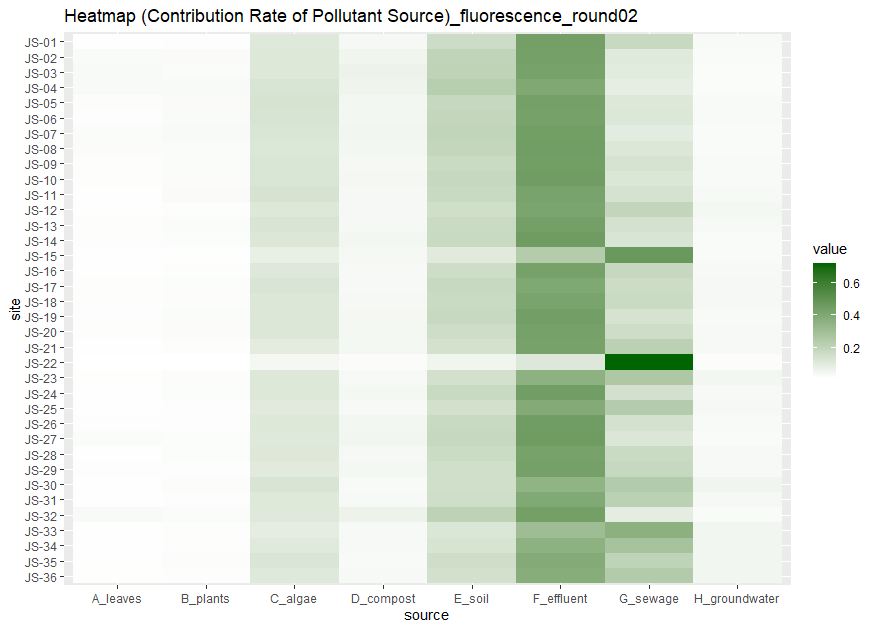 Heatmap (Contribution Rate of Pollutant Source)_fluorescence_round02
JS-01
JS-02
JS-03
JS-04
JS-05
JS-06
JS-07
JS-08
JS-09
JS-10
JS-11
JS-12
JS-13
JS-14
JS-15
JS-16
JS-17
JS-18
JS-19
JS-20
JS-21
JS-22
JS-23
JS-24
JS-25
JS-26
JS-27
JS-28
JS-29
JS-30
JS-31
JS-32
JS-33
JS-34
JS-35
JS-36
site
A_leaves B_plants C_algae D_compost E_soil F_effluent G_sewage H_groundwater
source
value
0.6
0.4
0.2